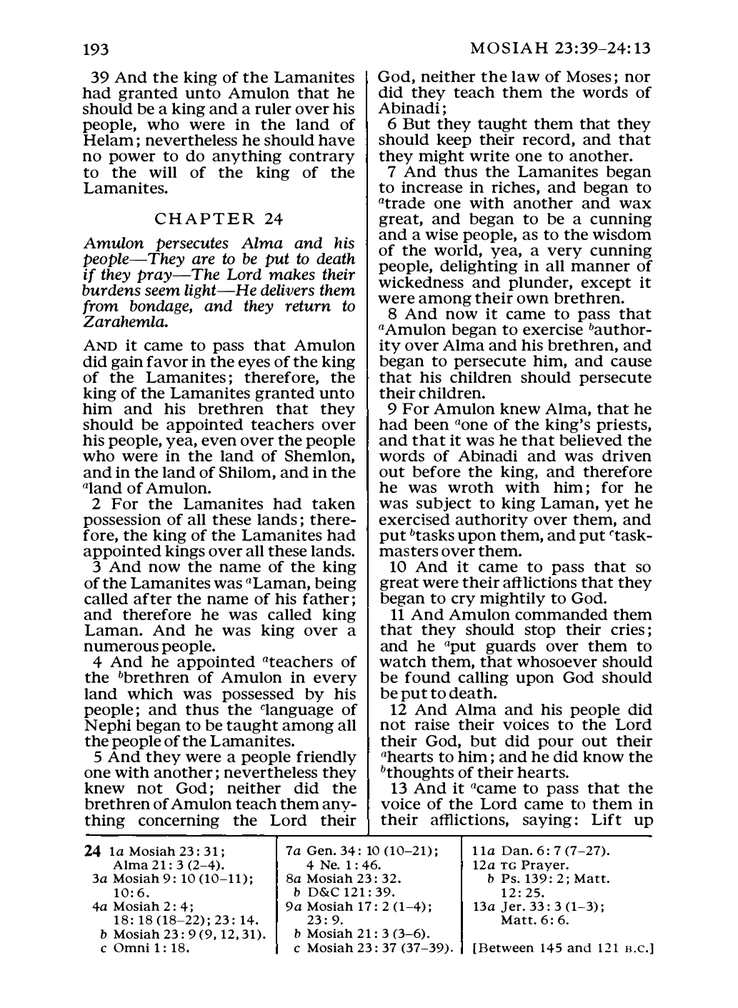 193
MOSIAH 23:39–24:13
39 And the king of the Lamanites
had granted unto Amulon that he
should be a king and a ruler over his
people, who were in the land of
Helam; nevertheless he should have
no power to do anything contrary
to the will of the king of the
Lamanites.
CHAPTER 24
Amulon persecutes Alma and his
people—They are to be put to death
if they pray—The Lord makes their
burdens seem light—He delivers them
from bondage, and they return to
Zarahemla.
AND it came to pass that Amulon
did gain favor in the eyes of the king
of the Lamanites; therefore, the
king of the Lamanites granted unto
him and his brethren that they
should be appointed teachers over
his people, yea, even over the people
who were in the land of Shemlon,
and in the land of Shilom, and in the
aland of Amulon.
2 For the Lamanites had taken
possession of all these lands; there-
fore, the king of the Lamanites had
appointed kings over all these lands.
3 And now the name of the king
of the Lamanites was aLaman, being
called after the name of his father;
and therefore he was called king
Laman. And he was king over a
numerous people.
4 And he appointed ateachers of
the bbrethren of Amulon in every
land which was possessed by his
people; and thus the clanguage of
Nephi began to be taught among all
the people of the Lamanites.
5 And they were a people friendly
one with another; nevertheless they
knew not God; neither did the
brethren of Amulon teach them any-
thing concerning the Lord their
God, neither the law of Moses; nor
did they teach them the words of
Abinadi;
6 But they taught them that they
should keep their record, and that
they might write one to another.
7 And thus the Lamanites began
to increase in riches, and began to
atrade one with another and wax
great, and began to be a cunning
and a wise people, as to the wisdom
of the world, yea, a very cunning
people, delighting in all manner of
wickedness and plunder, except it
were among their own brethren.
8 And now it came to pass that
aAmulon began to exercise bauthor-
ity over Alma and his brethren, and
began to persecute him, and cause
that his children should persecute
their children.
9 For Amulon knew Alma, that he
had been aone of the king's priests,
and that it was he that believed the
words of Abinadi and was driven
out before the king, and therefore
he was wroth with him; for he
was subject to king Laman, yet he
exercised authority over them, and
put btasks upon them, and put ctask-
masters over them.
10 And it came to pass that so
great were their afflictions that they
began to cry mightily to God.
11 And Amulon commanded them
that they should stop their cries;
and he aput guards over them to
watch them, that whosoever should
be found calling upon God should
be put to death.
12 And Alma and his people did
not raise their voices to the Lord
their God, but did pour out their
ahearts to him; and he did know the
bthoughts of their hearts.
13 And it acame to pass that the
voice of the Lord came to them in
their afflictions, saying: Lift up
24 1a Mosiah 23:31;
Alma 21:3 (2–4).
3a Mosiah 9:10 (10–11);
10:6.
4a Mosiah 2:4;
18:18 (18–22); 23:14.
b Mosiah 23:9 (9, 12, 31).
c Omni 1:18.
7a Gen. 34:10 (10–21);
4 Ne. 1:46.
8a Mosiah 23:32.
b D&C 121:39.
9a Mosiah 17:2 (1–4);
23:9.
b Mosiah 21:3 (3–6).
c Mosiah 23:37 (37–39).
11a Dan. 6:7 (7–27).
12a TG Prayer.
b Ps. 139:2; Matt.
12:25.
13a Jer. 33:3 (1–3);
Matt. 6:6.
[Between 145 and 121 B.C.]